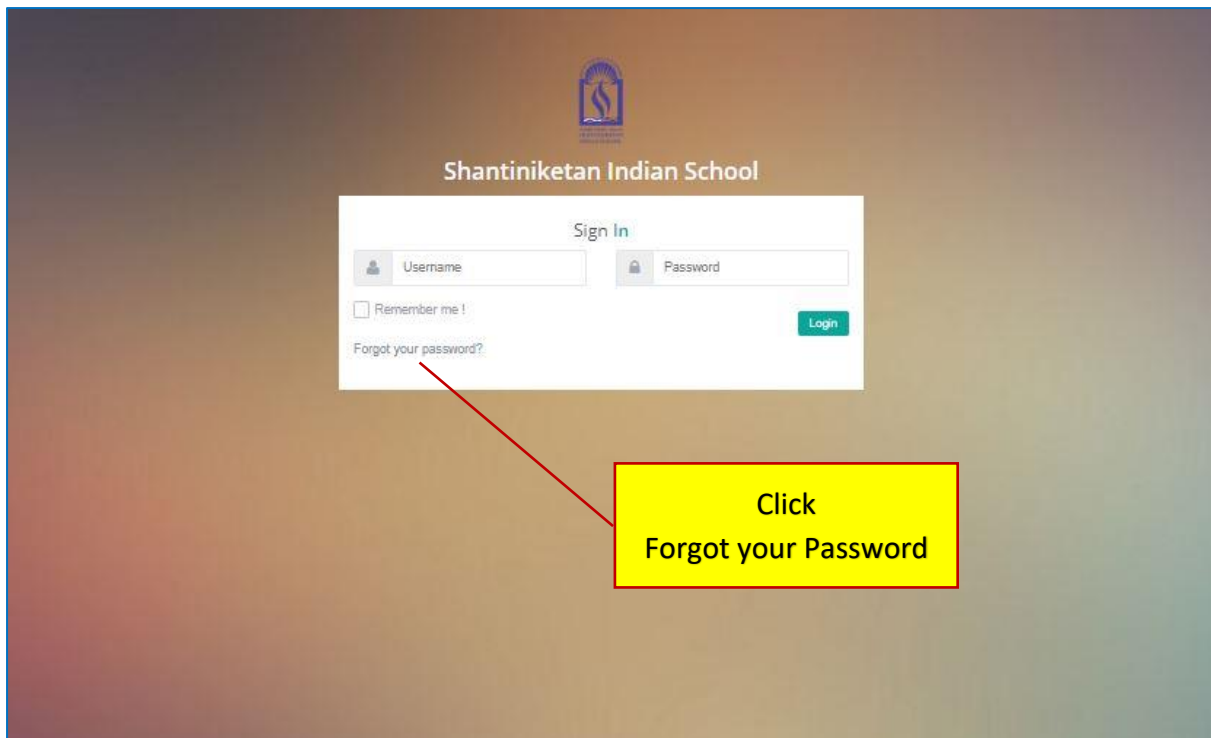 Shantiniketan Indian School
Sign In
Username
Password
Remember me !
Login
Forgot your password?
Click
Forgot your Password